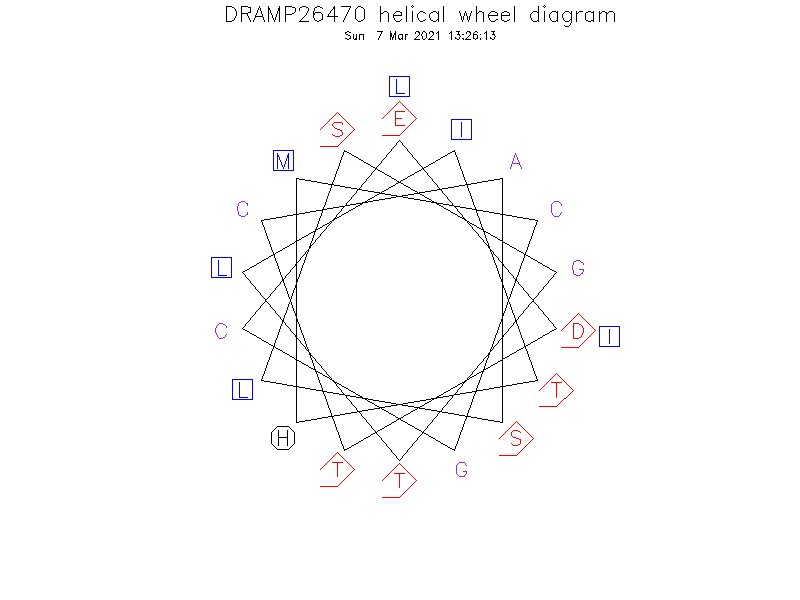 DRAMP26470 helical wheel diagram
Sun 7 Mar 2021 13:26:13
L
S E I
M A
C C
L G
C D I
L T
H S
T T G